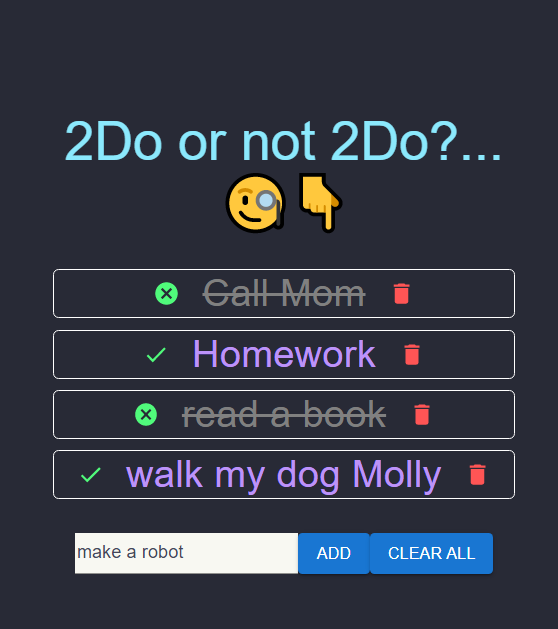 2Do or not 2Do?...
🧐👇
Call Mom
Homework
read a book
walk my dog Molly
make a robot ADD CLEAR ALL